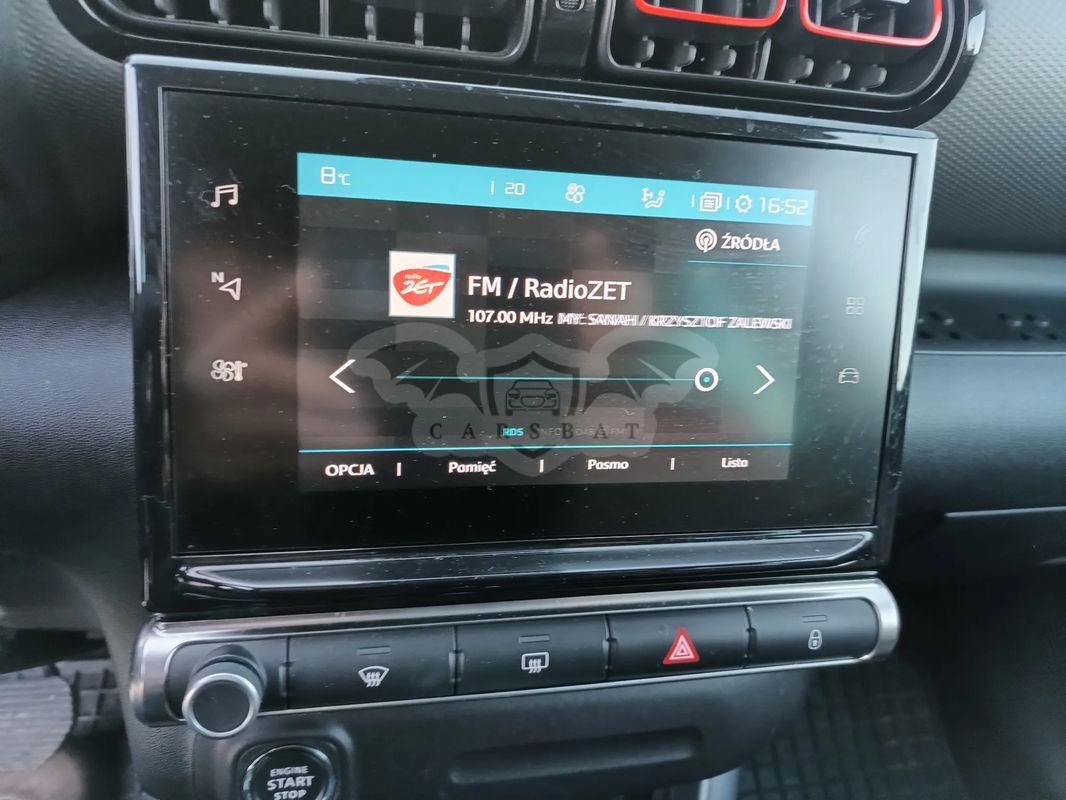 8°C | 20 | | 16:52
ŹRÓDŁA
N
radio
ZET
FM / RadioZET
107.00 MHz MY: SANAH / KRZYSZTOF ZALEWSKI
CARSBAT
RDS
OPCJA | Pamięć | Pasmo | Lista
ENGINE
START
STOP